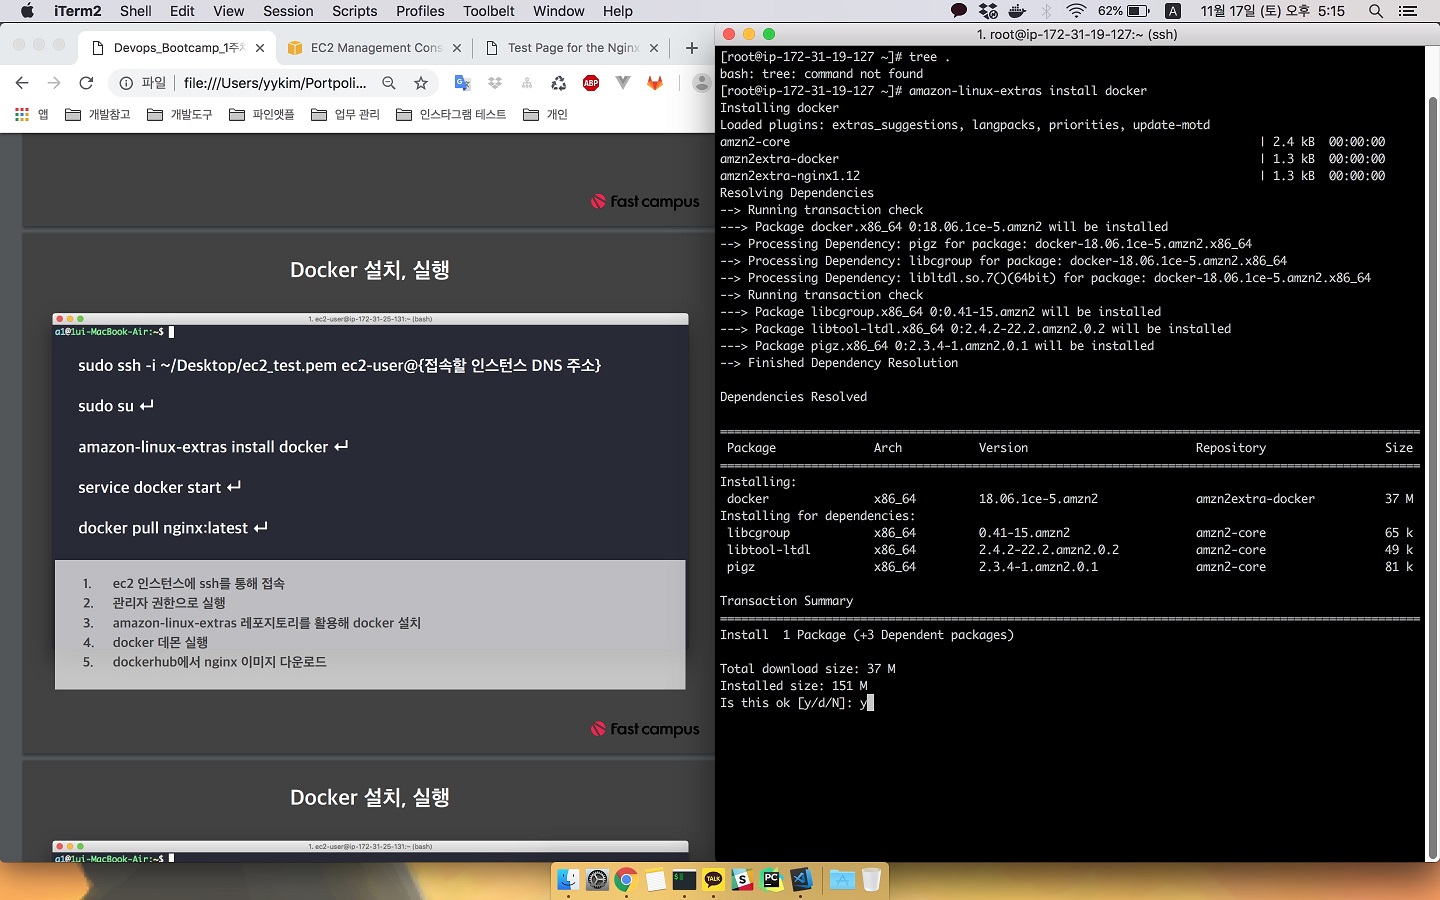 iTerm2 Shell Edit View Session Scripts Profiles Toolbelt Window Help 62% A 11월 17일 (토) 오후 5:15
Devops_Bootcamp_1주차
EC2 Management Cons
Test Page for the Nginx
파일 file:///Users/yykim/Portpoli...
ABP
앱 개발참고 개발도구 파인앳플 업무 관리 인스타그램 테스트 개인
Fast campus
Docker 설치, 실행
1. ec2-user@ip-172-31-25-131:~ (bash)
a1@1ui-MacBook-Air:~$
sudo ssh -i ~/Desktop/ec2_test.pem ec2-user@{접속할 인스턴스 DNS 주소}
sudo su ↵
amazon-linux-extras install docker ↵
service docker start ↵
docker pull nginx:latest ↵
1. ec2 인스턴스에 ssh를 통해 접속
2. 관리자 권한으로 실행
3. amazon-linux-extras 레포지토리를 활용해 docker 설치
4. docker 데몬 실행
5. dockerhub에서 nginx 이미지 다운로드
Fast campus
Docker 설치, 실행
1. ec2-user@ip-172-31-25-131:~ (bash)
a1@1ui-MacBook-Air:~$
1. root@ip-172-31-19-127:~ (ssh)
[root@ip-172-31-19-127 ~]# tree .
bash: tree: command not found
[root@ip-172-31-19-127 ~]# amazon-linux-extras install docker
Installing docker
Loaded plugins: extras_suggestions, langpacks, priorities, update-motd
amzn2-core | 2.4 kB 00:00:00
amzn2extra-docker | 1.3 kB 00:00:00
amzn2extra-nginx1.12 | 1.3 kB 00:00:00
Resolving Dependencies
--> Running transaction check
---> Package docker.x86_64 0:18.06.1ce-5.amzn2 will be installed
--> Processing Dependency: pigz for package: docker-18.06.1ce-5.amzn2.x86_64
--> Processing Dependency: libcgroup for package: docker-18.06.1ce-5.amzn2.x86_64
--> Processing Dependency: libltdl.so.7()(64bit) for package: docker-18.06.1ce-5.amzn2.x86_64
--> Running transaction check
---> Package libcgroup.x86_64 0:0.41-15.amzn2 will be installed
---> Package libtool-ltdl.x86_64 0:2.4.2-22.2.amzn2.0.2 will be installed
---> Package pigz.x86_64 0:2.3.4-1.amzn2.0.1 will be installed
--> Finished Dependency Resolution
Dependencies Resolved
Package Arch Version Repository Size
Installing:
docker x86_64 18.06.1ce-5.amzn2 amzn2extra-docker 37 M
Installing for dependencies:
libcgroup x86_64 0.41-15.amzn2 amzn2-core 65 k
libtool-ltdl x86_64 2.4.2-22.2.amzn2.0.2 amzn2-core 49 k
pigz x86_64 2.3.4-1.amzn2.0.1 amzn2-core 81 k
Transaction Summary
Install 1 Package (+3 Dependent packages)
Total download size: 37 M
Installed size: 151 M
Is this ok [y/d/N]: y
TALK
S
PC